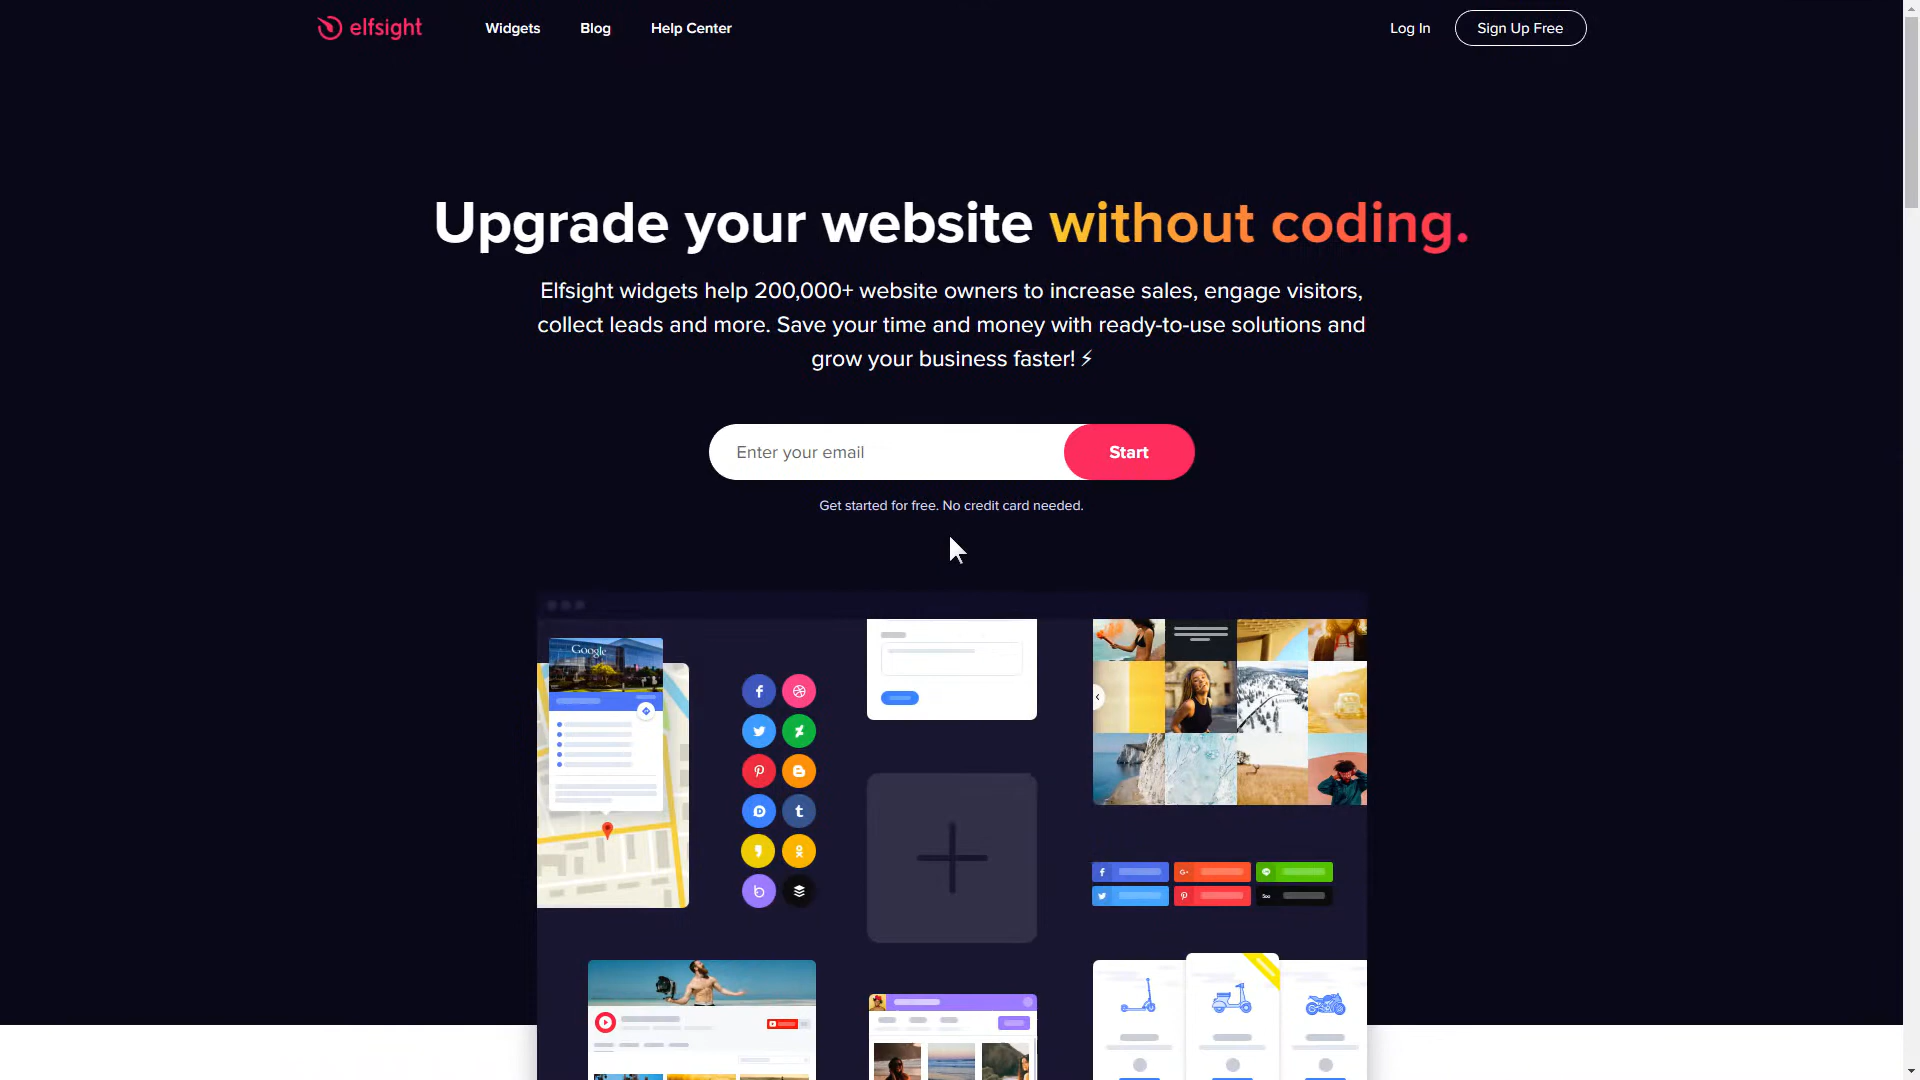 elfsight
Widgets
Blog
Help Center
Log In
Sign Up Free
Upgrade your website without coding.
Elfsight widgets help 200,000+ website owners to increase sales, engage visitors,
collect leads and more. Save your time and money with ready-to-use solutions and
grow your business faster! ⚡
Enter your email
Start
Get started for free. No credit card needed.
Google